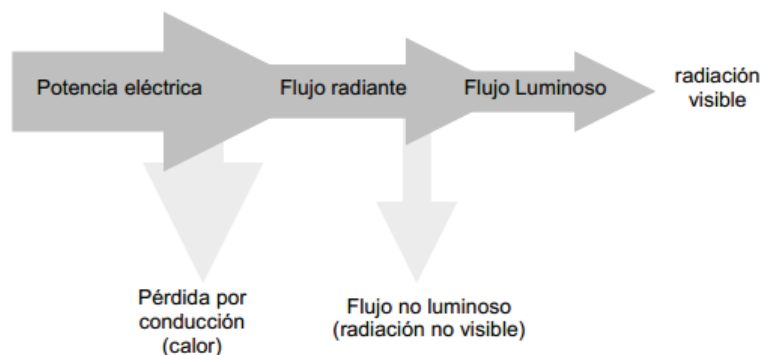 Potencia eléctrica
Flujo radiante
Flujo Luminoso
radiación
visible
Pérdida por
conducción
(calor)
Flujo no luminoso
(radiación no visible)